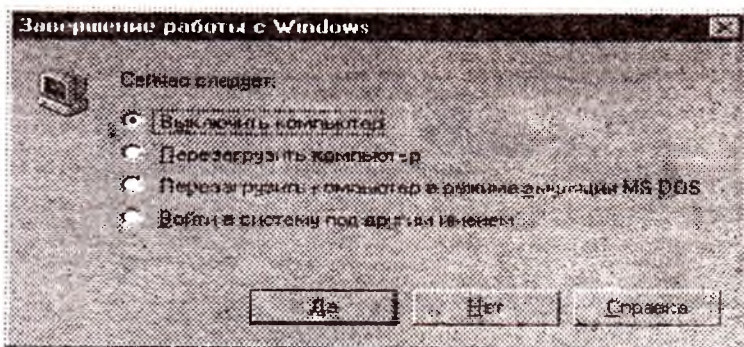 Завершение работы с Windows
Сейчас следует:
Выключить компьютер
Перезагрузить компьютер
Перезагрузить компьютер в режиме эмуляции MS DOS
Войти в систему под другим именем
Да Нет Справка